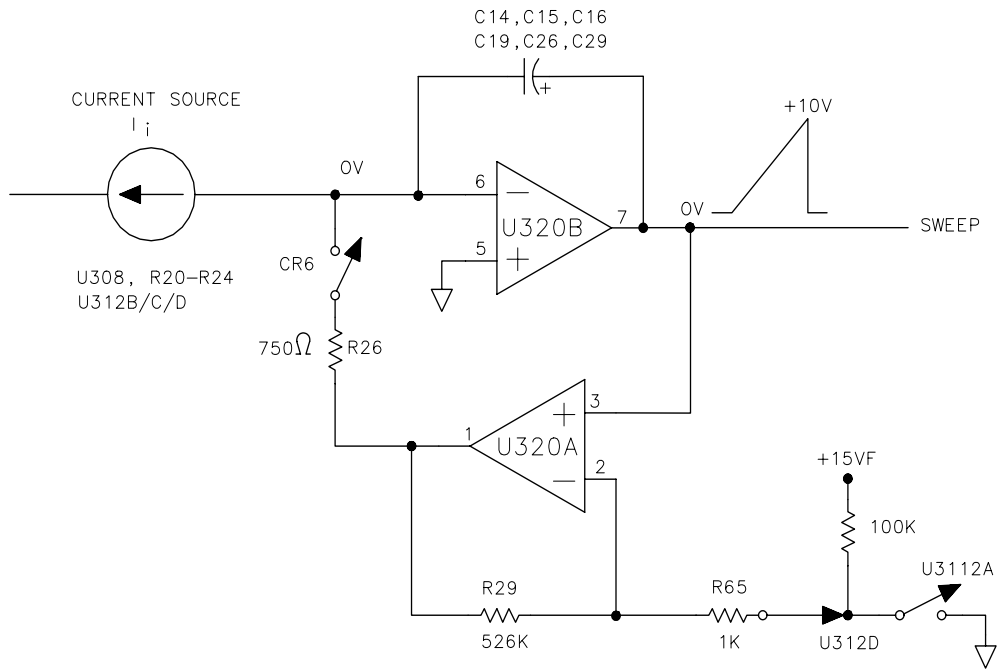 C14,C15,C16
C19,C26,C29
+
CURRENT SOURCE
I i
+10V
0V
6
−
7
0V
SWEEP
U320B
5
+
CR6
U308, R20−R24
U312B/C/D
750Ω
R26
3
+
1
U320A
2
−
+15VF
100K
U3112A
R29
R65
526K
1K
U312D